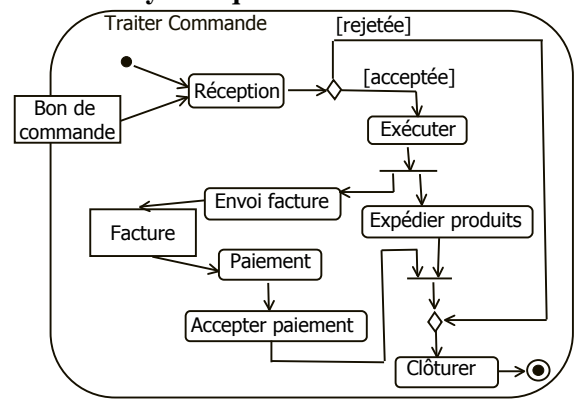 Traiter Commande
[rejetée]
[acceptée]
Réception
Bon de
commande
Exécuter
Envoi facture
Expédier produits
Facture
Paiement
Accepter paiement
Clôturer